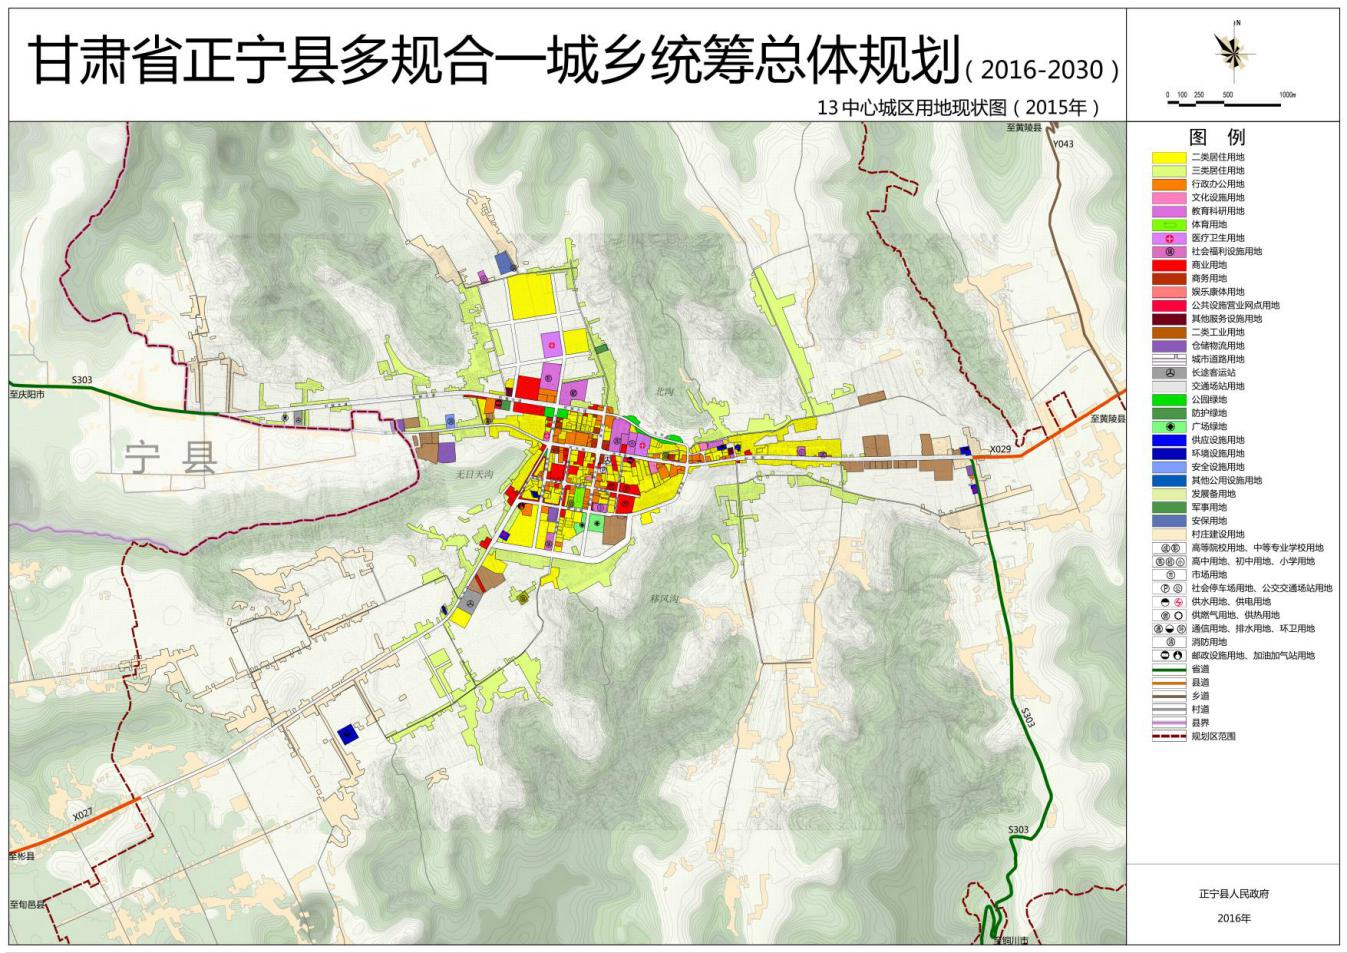 甘肃省正宁县多规合一城乡统筹总体规划（2016-2030）
13中心城区用地现状图（2015年）
N
0 100 250 500 1000m
至黄陵县
Y043
S303
至庆阳市
宁县
北沟
无日天沟
移风沟
至黄陵县
X029
S303
X027
至彬县
至旬邑县
S303
至铜川市
图 例
二类居住用地
三类居住用地
行政办公用地
文化设施用地
教育科研用地
体育用地
医疗卫生用地
社会福利设施用地
商业用地
商务用地
娱乐康体用地
公共设施营业网点用地
其他服务设施用地
二类工业用地
仓储物流用地
城市道路用地
长途客运站
交通场站用地
公园绿地
防护绿地
广场绿地
供应设施用地
环境设施用地
安全设施用地
其他公用设施用地
发展备用地
军事用地
安保用地
村庄建设用地
高等院校用地、中等专业学校用地
高中用地、初中用地、小学用地
市场用地
社会停车场用地、公交交通场站用地
供水用地、供电用地
供燃气用地、供热用地
通信用地、排水用地、环卫用地
消防用地
邮政设施用地、加油加气站用地
省道
县道
乡道
村道
县界
规划区范围
正宁县人民政府
2016年